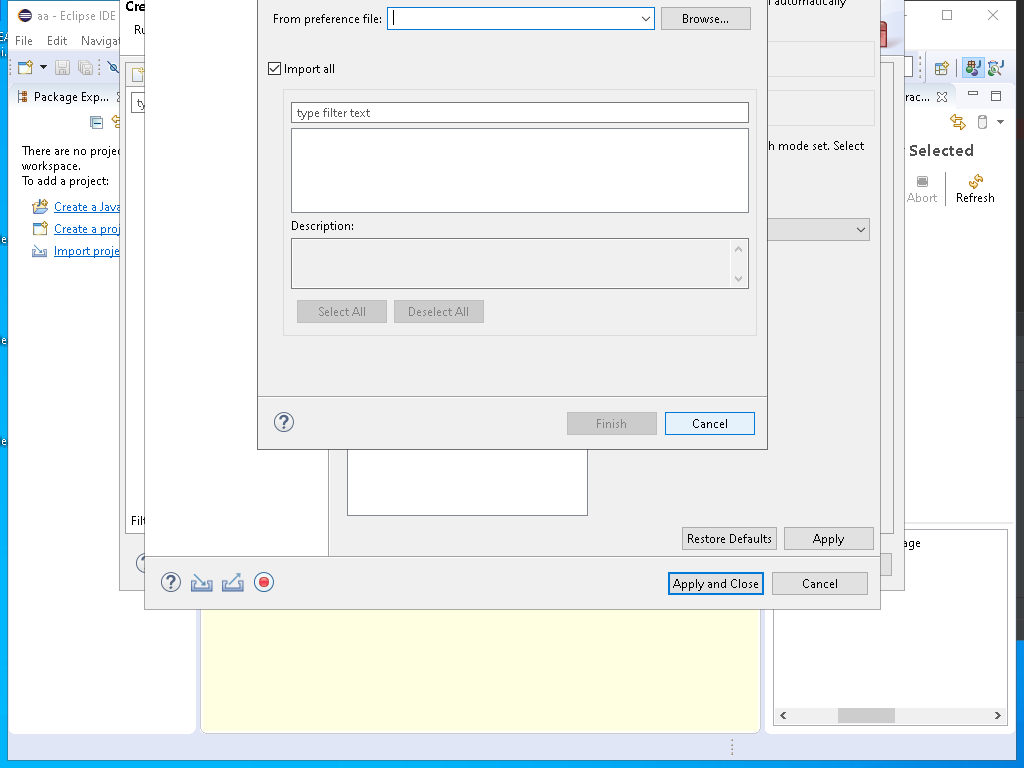 aa - Eclipse IDE
Cre
Ru
File Edit Navigat
From preference file:
Browse...
automatically
Import all
Package Exp...
type filter text
ty
rac...
There are no projec
workspace.
To add a project:
h mode set. Select
Selected
Create a Java
Create a proj
Import proje
Abort
Refresh
Description:
Select All
Deselect All
Finish
Cancel
Filt
Restore Defaults
Apply
age
Apply and Close
Cancel